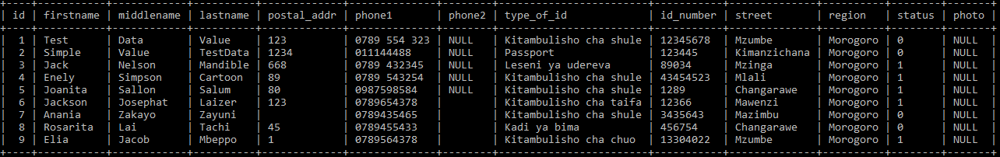 | id | firstname | middlename | lastname | postal_addr | phone1 | phone2 | type_of_id | id_number | street | region | status | photo |
| 1 | Test | Data | Value | 123 | 0789 554 323 | NULL | Kitambulisho cha shule | 12345678 | Mzumbe | Morogoro | 0 | NULL |
| 2 | Simple | Value | TestData | 1234 | 011144488 | NULL | Passport | 123445 | Kimanzichana | Morogoro | 0 | NULL |
| 3 | Jack | Nelson | Mandible | 668 | 0789 432345 | NULL | Leseni ya udereva | 89034 | Mzinga | Morogoro | 1 | NULL |
| 4 | Enely | Simpson | Cartoon | 89 | 0789 543254 | NULL | Kitambulisho cha shule | 43454523 | Mlali | Morogoro | 1 | NULL |
| 5 | Joanita | Sallon | Salum | 80 | 0987598584 | NULL | Kitambulisho cha shule | 1289 | Changarawe | Morogoro | 1 | NULL |
| 6 | Jackson | Josephat | Laizer | 123 | 0789654378 | | Kitambulisho cha taifa | 12366 | Mawenzi | Morogoro | 1 | NULL |
| 7 | Anania | Zakayo | Zayuni | | 0789435465 | | Kitambulisho cha shule | 3435643 | Mazimbu | Morogoro | 0 | NULL |
| 8 | Rosarita | Lai | Tachi | 45 | 0789455433 | | Kadi ya bima | 456754 | Changarawe | Morogoro | 0 | NULL |
| 9 | Elia | Jacob | Mbeppo | 1 | 0789564378 | | Kitambulisho cha chuo | 13304022 | Mzumbe | Morogoro | 1 | NULL |